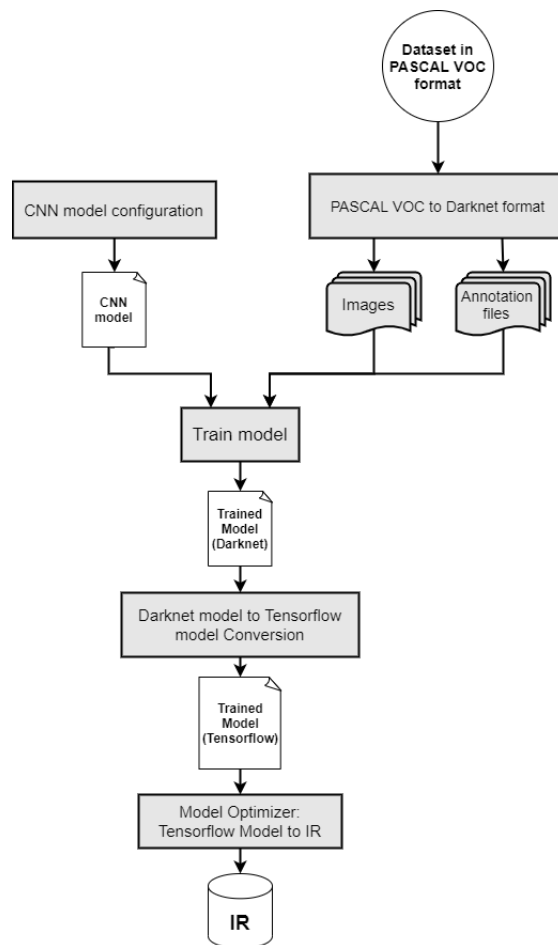 Dataset in
PASCAL VOC
format
CNN model configuration
PASCAL VOC to Darknet format
CNN
model
Images
Annotation
files
Train model
Trained
Model
(Darknet)
Darknet model to Tensorflow
model Conversion
Trained
Model
(Tensorflow)
Model Optimizer:
Tensorflow Model to IR
IR